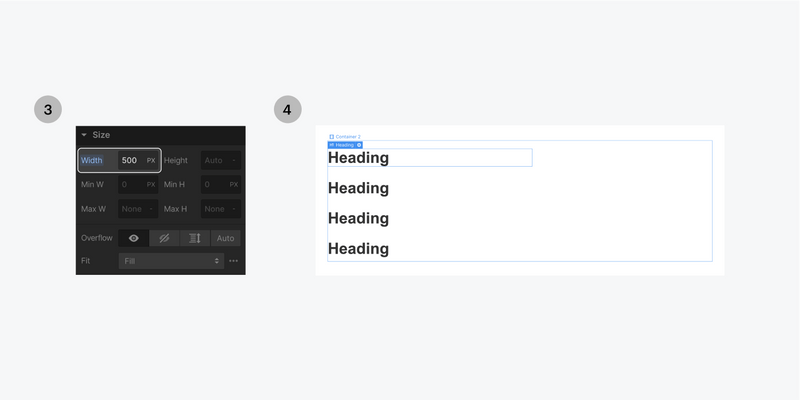 3
4
Size
Width 500 PX Height Auto -
Min W 0 PX Min H 0 PX
Max W None - Max H None -
Overflow Auto
Fit Fill
Container 2
H1 Heading
Heading
Heading
Heading
Heading